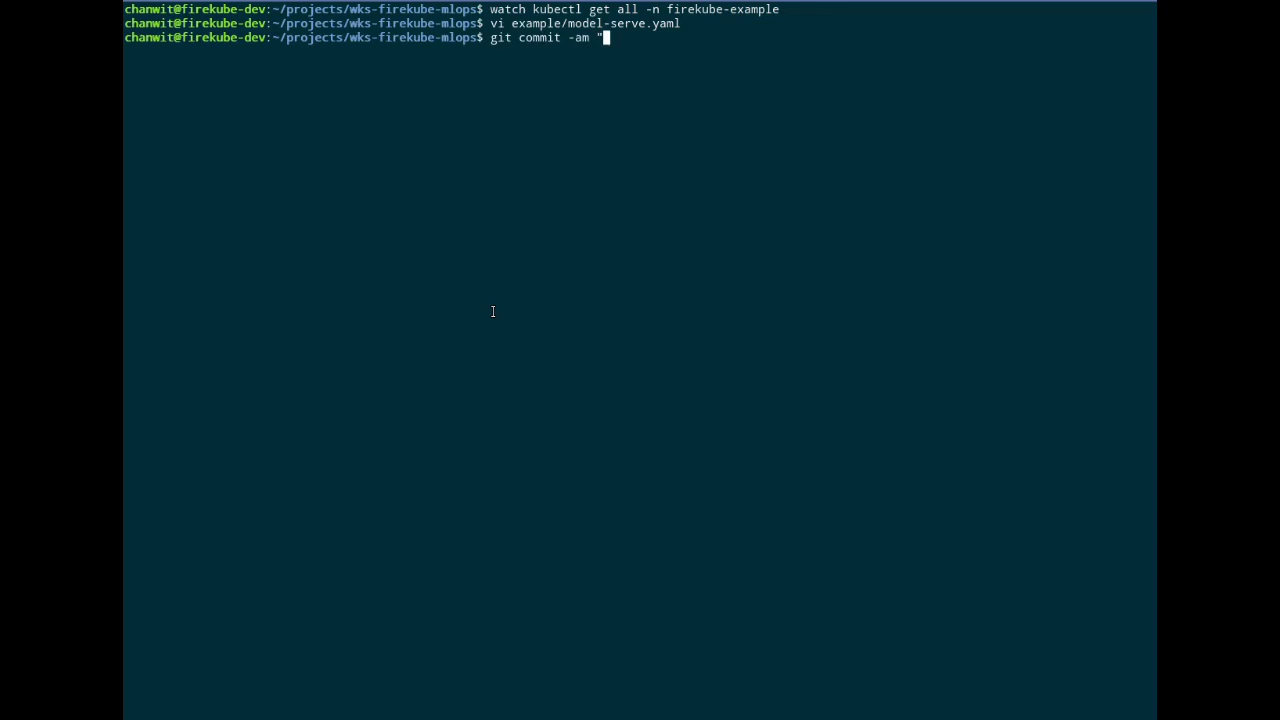 chanwit@firekube-dev:~/projects/wks-firekube-mlops$ watch kubectl get all -n firekube-example
chanwit@firekube-dev:~/projects/wks-firekube-mlops$ vi example/model-serve.yaml
chanwit@firekube-dev:~/projects/wks-firekube-mlops$ git commit -am "